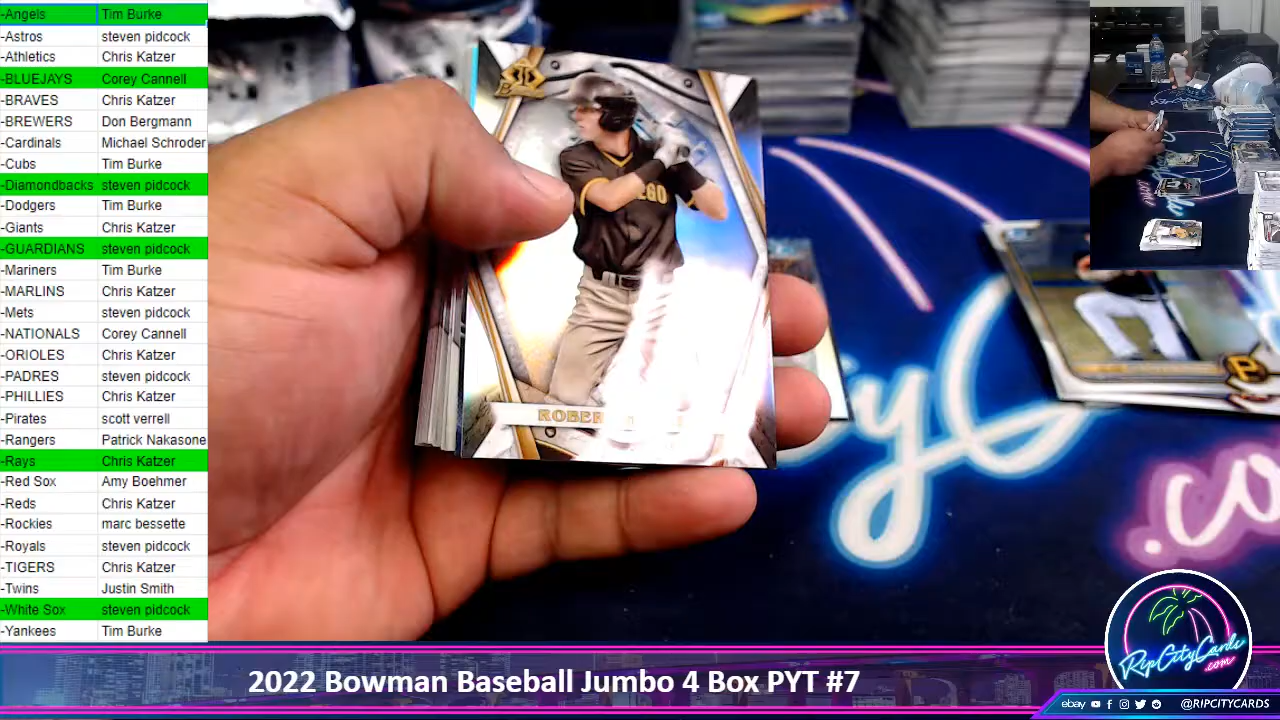 -Angels Tim Burke
-Astros steven pidcock
-Athletics Chris Katzer
-BLUEJAYS Corey Cannell
-BRAVES Chris Katzer
-BREWERS Don Bergmann
-Cardinals Michael Schroder
-Cubs Tim Burke
-Diamondbacks steven pidcock
-Dodgers Tim Burke
-Giants Chris Katzer
-GUARDIANS steven pidcock
-Mariners Tim Burke
-MARLINS Chris Katzer
-Mets steven pidcock
-NATIONALS Corey Cannell
-ORIOLES Chris Katzer
-PADRES steven pidcock
-PHILLIES Chris Katzer
-Pirates scott verrell
-Rangers Patrick Nakasone
-Rays Chris Katzer
-Red Sox Amy Boehmer
-Reds Chris Katzer
-Rockies marc bessette
-Royals steven pidcock
-TIGERS Chris Katzer
-Twins Justin Smith
-White Sox steven pidcock
-Yankees Tim Burke
P
.co
RipCityCards
.com
2022 Bowman Baseball Jumbo 4 Box PYT #7
ebay @RIPCITYCARDS